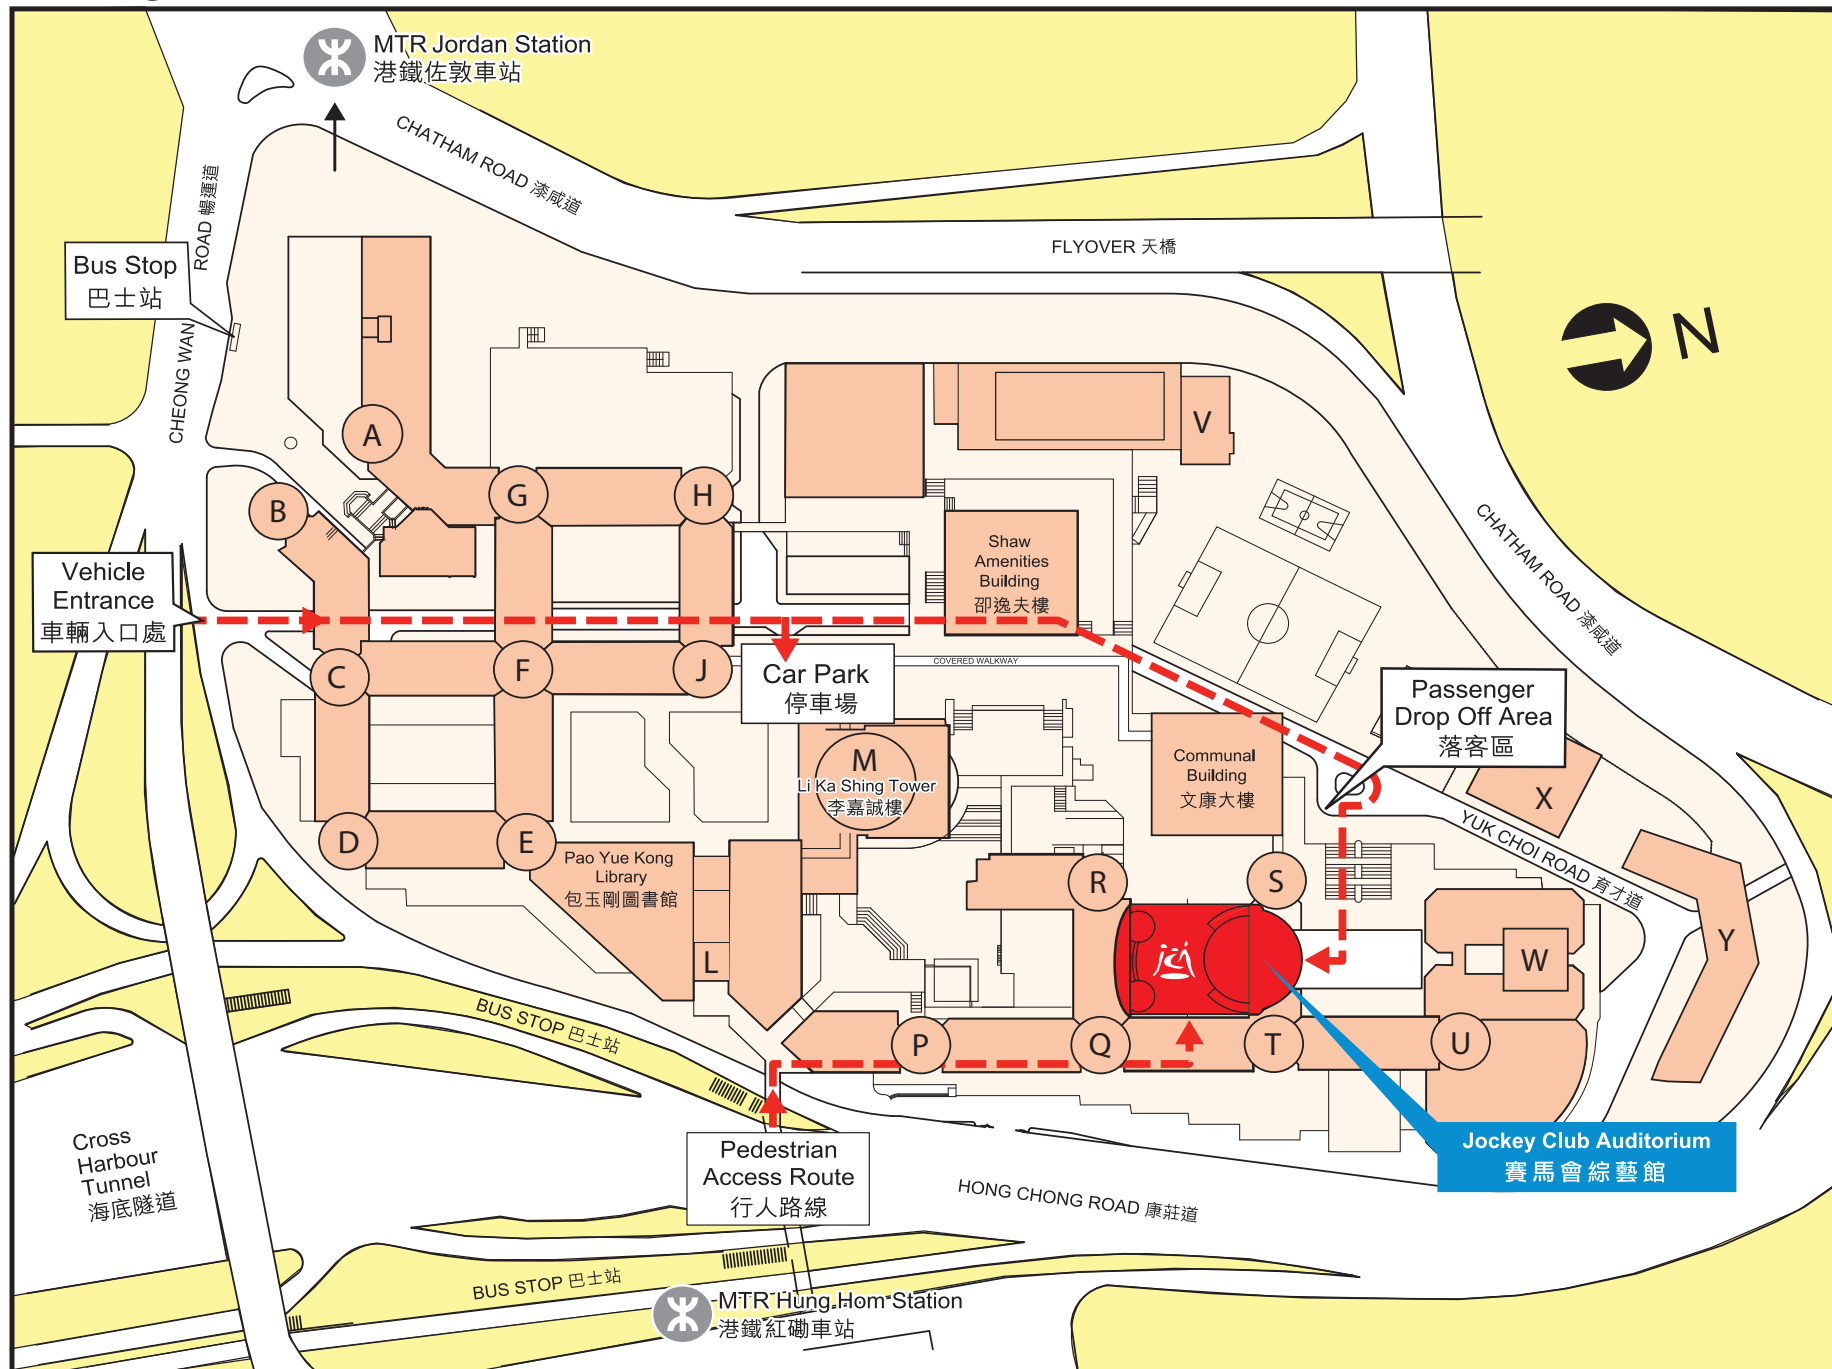 MTR Jordan Station
港鐵佐敦車站
CHATHAM ROAD 漆咸道
ROAD 暢運道
CHEONG WAN
Bus Stop
巴士站
FLYOVER 天橋
N
A
V
G
H
B
Shaw
Amenities
Building
邵逸夫樓
CHATHAM ROAD 漆咸道
Vehicle
Entrance
車輛入口處
C
F
J
COVERED WALKWAY
Car Park
停車場
Passenger
Drop Off Area
落客區
M
Li Ka Shing Tower
李嘉誠樓
Communal
Building
文康大樓
X
YUK CHOI ROAD 育才道
D
E
Pao Yue Kong
Library
包玉剛圖書館
R
S
L
W
Y
BUS STOP 巴士站
P
Q
T
U
Cross
Harbour
Tunnel
海底隧道
Pedestrian
Access Route
行人路線
Jockey Club Auditorium
賽馬會綜藝館
HONG CHONG ROAD 康莊道
BUS STOP 巴士站
MTR Hung Hom Station
港鐵紅磡車站